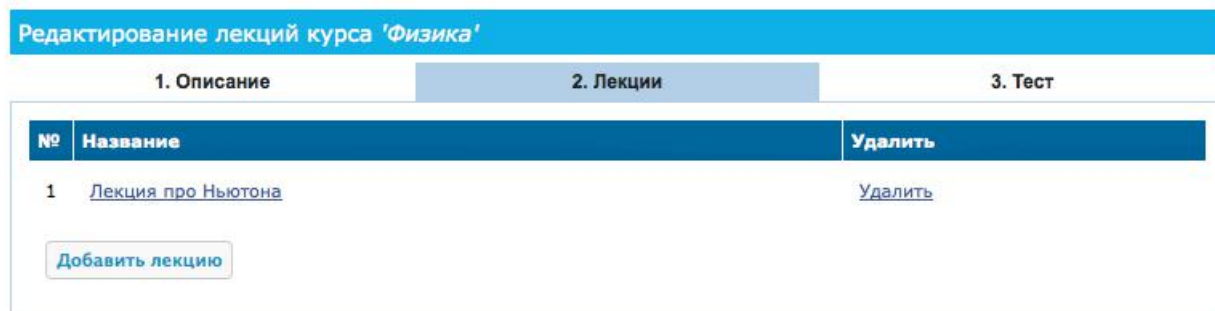 Редактирование лекций курса 'Физика'
1. Описание 2. Лекции 3. Тест
№ Название Удалить
1 Лекция про Ньютона Удалить
Добавить лекцию